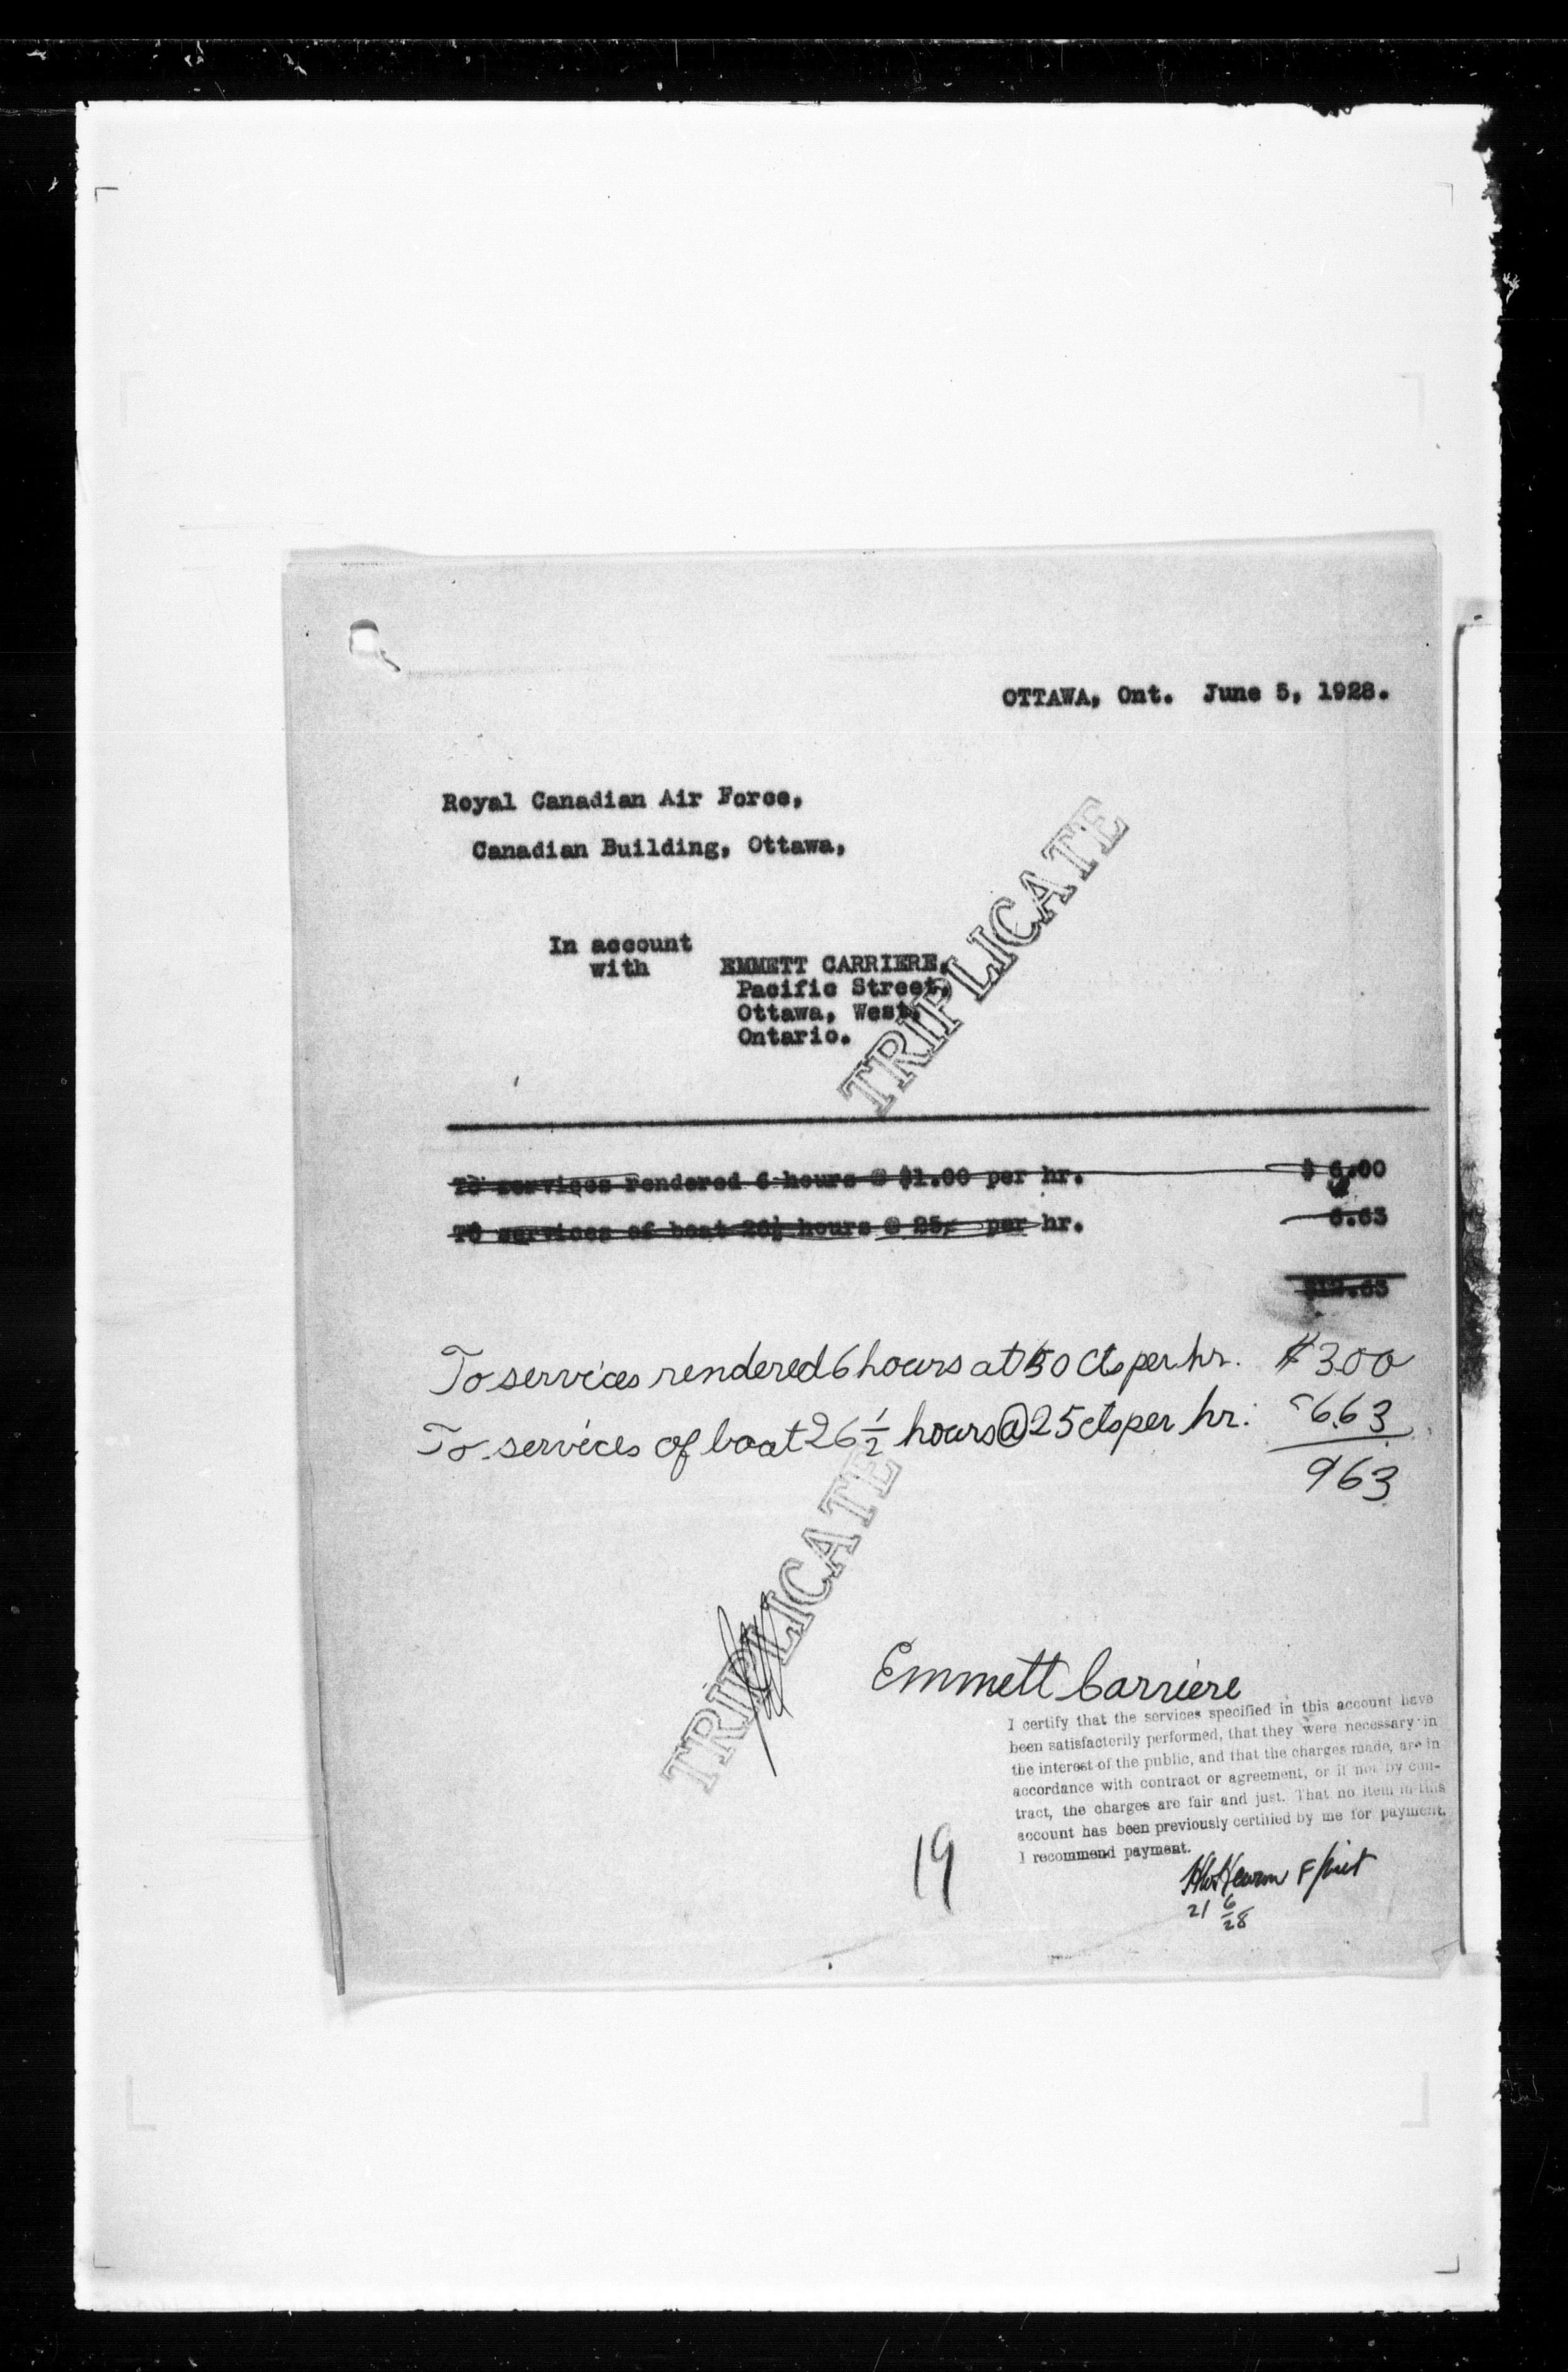 OTTAWA, Ont. June 5, 1928.
Royal Canadian Air Force,
Canadian Building, Ottawa,
In account
with
EMMETT CARRIERE,
Pacific Street,
Ottawa, West,
Ontario.
TRIPLICATE
To services rendered 6 hours @ $1.00 per hr. $ 6.00
To services of boat 26½ hours @ 25¢ per hr. 6.63
$12.63
To services rendered 6 hours at 50 cts per hr. $3.00
To services of boat 26 1/2 hours @ 25 cts per hr. 6.63
9.63
TRIPLICATE
Emmett Carriere
I certify that the services specified in this account have
been satisfactorily performed, that they were necessary in
the interest of the public, and that the charges made, are in
accordance with contract or agreement, or if not by con-
tract, the charges are fair and just. That no item in this
account has been previously certified by me for payment.
I recommend payment.
19
21 6/28